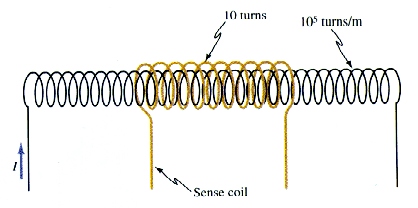 10 turns
10⁵ turns/m
I
Sense coil